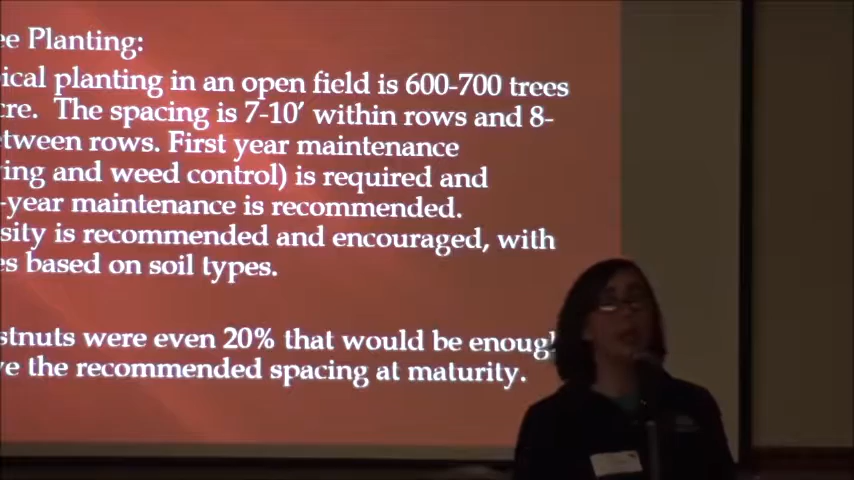 ee Planting:
ical planting in an open field is 600-700 trees
cre. The spacing is 7-10' within rows and 8-
tween rows. First year maintenance
ing and weed control) is required and
-year maintenance is recommended.
sity is recommended and encouraged, with
es based on soil types.
stnuts were even 20% that would be enough
ve the recommended spacing at maturity.